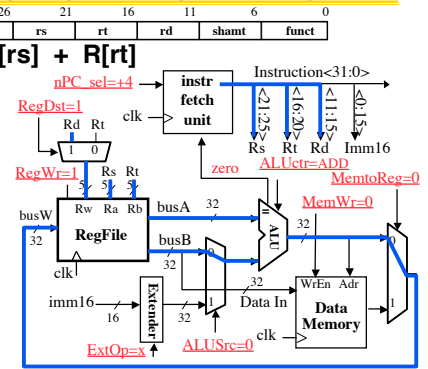 26 21 16 11 6 0
rs rt rd shamt funct
[rs] + R[rt]
nPC_sel=+4
instr
fetch
unit
Instruction<31:0>
clk
<21:25>
<16:20>
<11:15>
<0:15>
Rs Rt Rd Imm16
RegDst=1
Rd Rt
1 0
zero
ALUctr=ADD
RegWr=1
Rs Rt
5 5 5
MemtoReg=0
MemWr=0
busW
32
Rw Ra Rb
RegFile
clk
busA
32
busB
32
=
ALU
32
0
1
0
1
imm16
16
Extender
32
32
Data In
WrEn Adr
Data
Memory
clk
ExtOp=x
ALUSrc=0